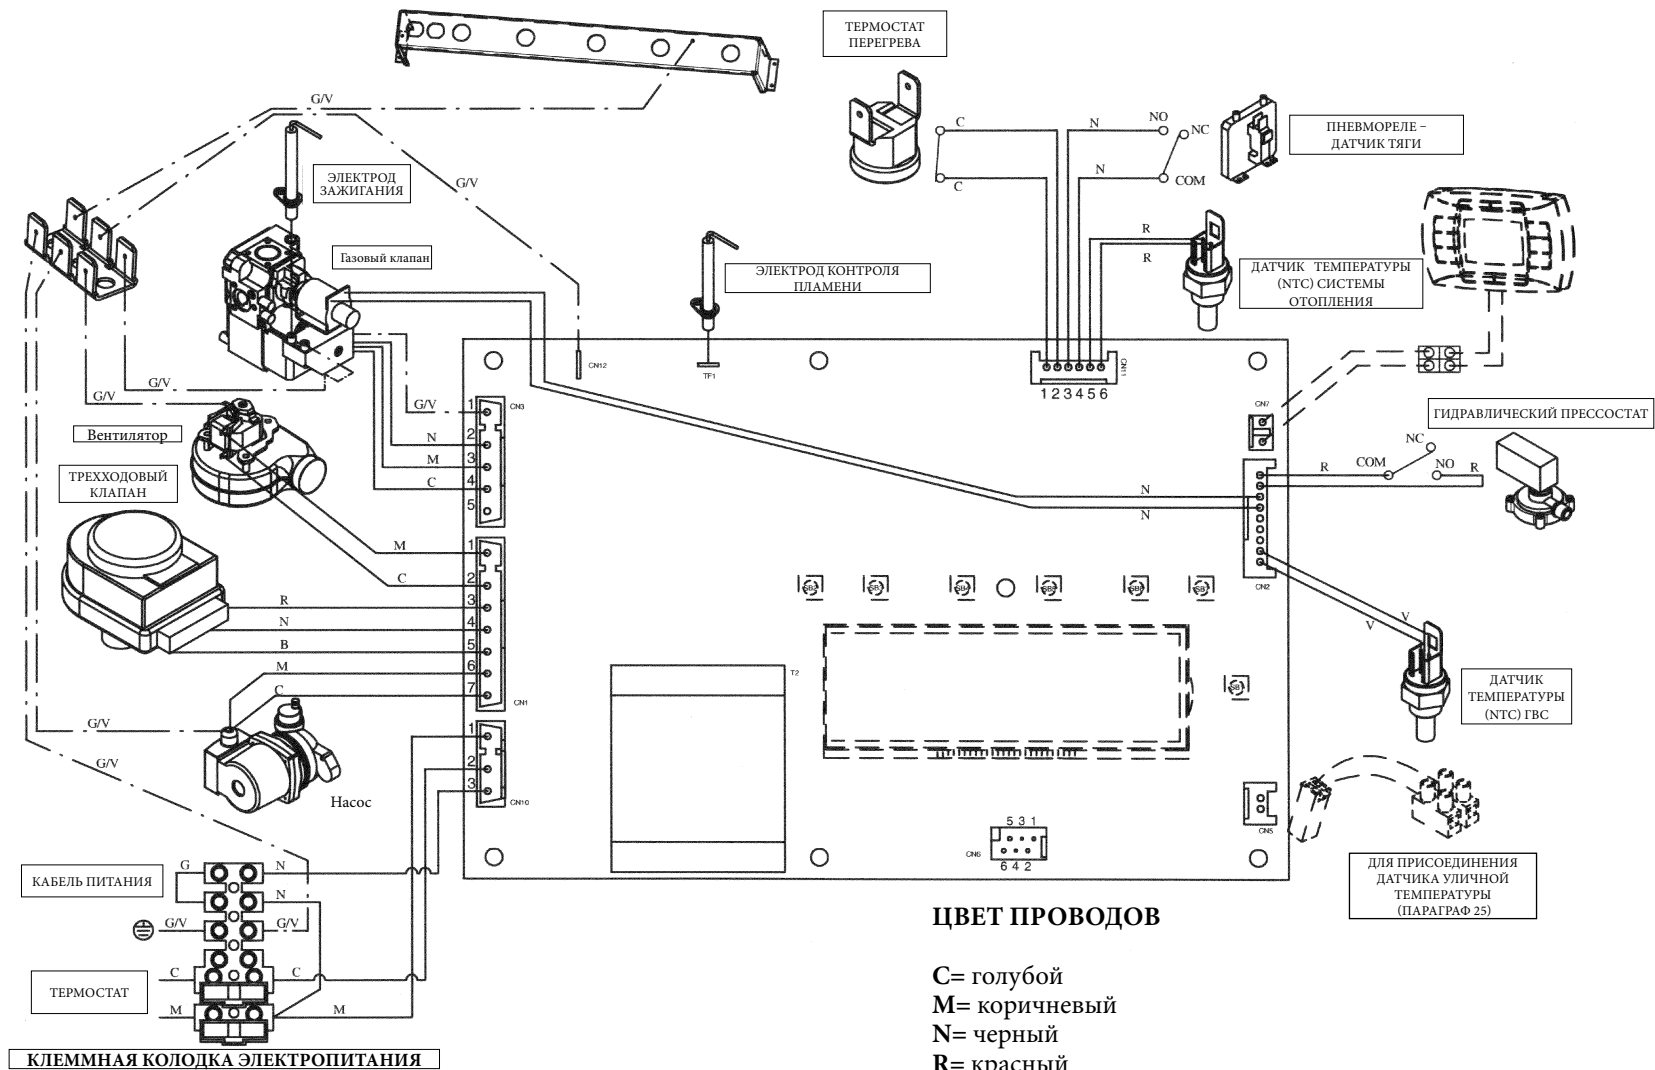 ТЕРМОСТАТ
ПЕРЕГРЕВА
G/V
C
C
N
N
NO
NC
COM
ПНЕВМОРЕЛЕ –
ДАТЧИК ТЯГИ
ЭЛЕКТРОД
ЗАЖИГАНИЯ
G/V
Газовый клапан
ЭЛЕКТРОД КОНТРОЛЯ
ПЛАМЕНИ
R
R
ДАТЧИК ТЕМПЕРАТУРЫ
(NTC) СИСТЕМЫ
ОТОПЛЕНИЯ
CN12
TF1
CN11
1 2 3 4 5 6
G/V
G/V
Вентилятор
ТРЕХХОДОВЫЙ
КЛАПАН
G/V
N
M
C
1
2
3
4
5
CN3
CN7
ГИДРАВЛИЧЕСКИЙ ПРЕССОСТАТ
NC
COM
NO
R
R
N
N
CN2
M
C
R
N
B
M
C
1
2
3
4
5
6
7
CN1
V
V
ДАТЧИК
ТЕМПЕРАТУРЫ
(NTC) ГВС
T2
G/V
G/V
Насос
1
2
3
CN10
CN5
5 3 1
CN6
6 4 2
ДЛЯ ПРИСОЕДИНЕНИЯ
ДАТЧИКА УЛИЧНОЙ
ТЕМПЕРАТУРЫ
(ПАРАГРАФ 25)
КАБЕЛЬ ПИТАНИЯ
G
N
N
G/V
G/V
ТЕРМОСТАТ
C
C
M
M
КЛЕММНАЯ КОЛОДКА ЭЛЕКТРОПИТАНИЯ
ЦВЕТ ПРОВОДОВ
C= голубой
M= коричневый
N= черный
R= красный